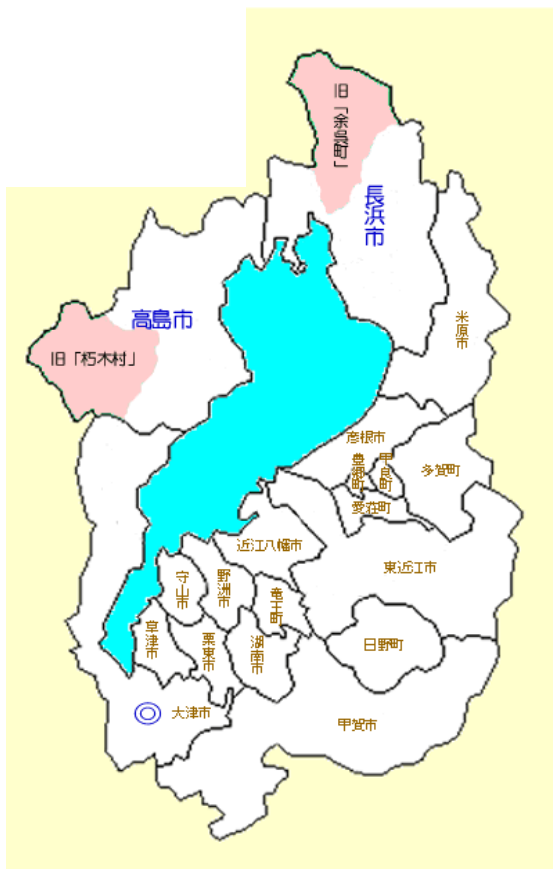 旧「余呉町」
長浜市
高島市
米原市
旧「朽木村」
彦根市
豊郷町
甲良町
多賀町
愛荘町
近江八幡市
東近江市
守山市
野洲市
竜王町
草津市
栗東市
湖南市
日野町
大津市
甲賀市